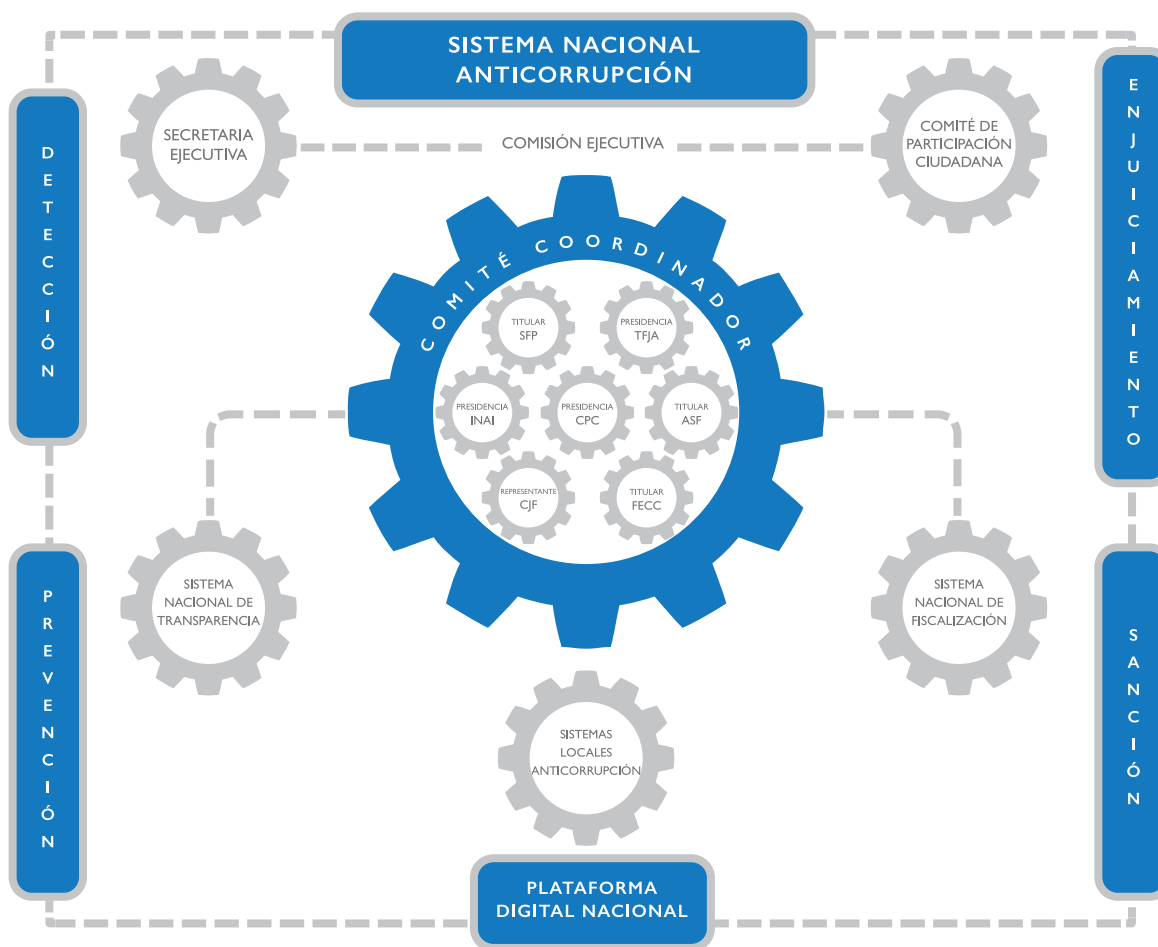 SISTEMA NACIONAL
ANTICORRUPCIÓN
DETECCIÓN
SECRETARIA
EJECUTIVA
COMISIÓN EJECUTIVA
COMITÉ DE
PARTICIPACIÓN
CIUDADANA
ENJUICIAMIENTO
COMITÉ COORDINADOR
TITULAR
SFP
PRESIDENCIA
TFJA
PRESIDENCIA
INAI
PRESIDENCIA
CPC
TITULAR
ASF
REPRESENTANTE
CJF
TITULAR
FECC
PREVENCIÓN
SISTEMA
NACIONAL DE
TRANSPARENCIA
SISTEMA
NACIONAL DE
FISCALIZACIÓN
SANCIÓN
SISTEMAS
LOCALES
ANTICORRUPCIÓN
PLATAFORMA
DIGITAL NACIONAL